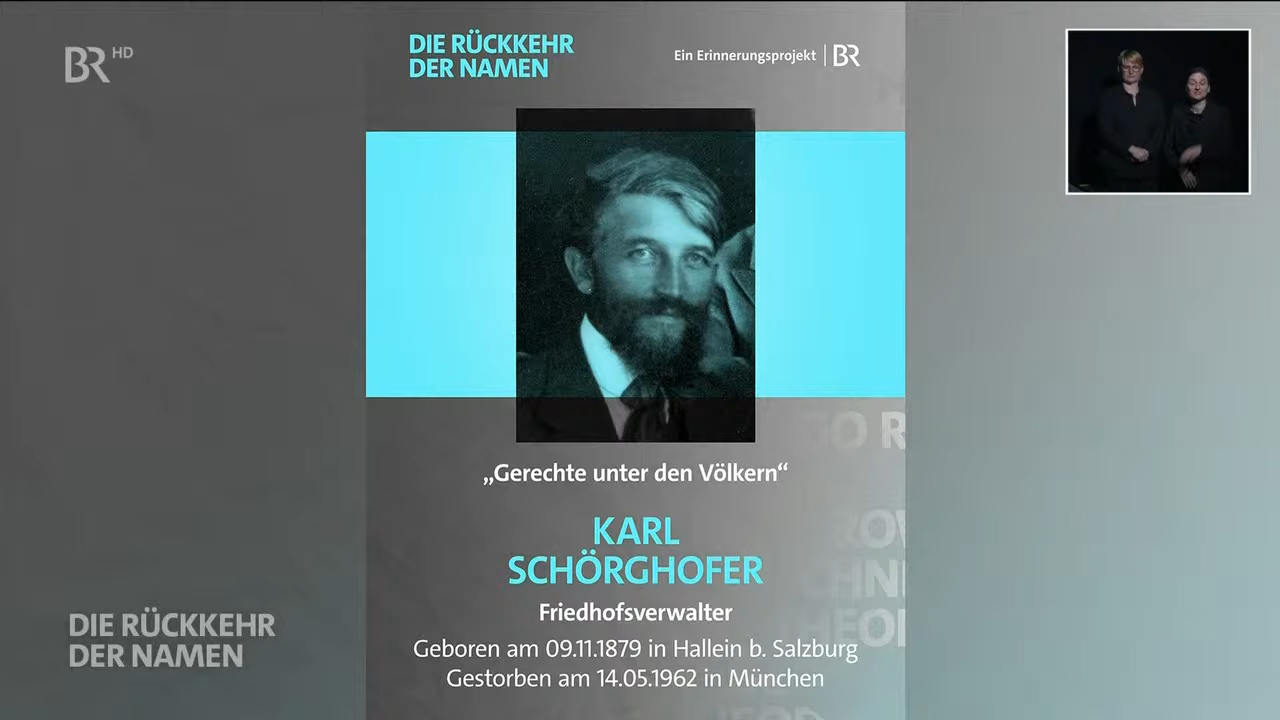 BR HD
DIE RÜCKKEHR
DER NAMEN
Ein Erinnerungsprojekt | BR
„Gerechte unter den Völkern“
KARL
SCHÖRGHOFER
Friedhofsverwalter
Geboren am 09.11.1879 in Hallein b. Salzburg
Gestorben am 14.05.1962 in München
DIE RÜCKKEHR
DER NAMEN